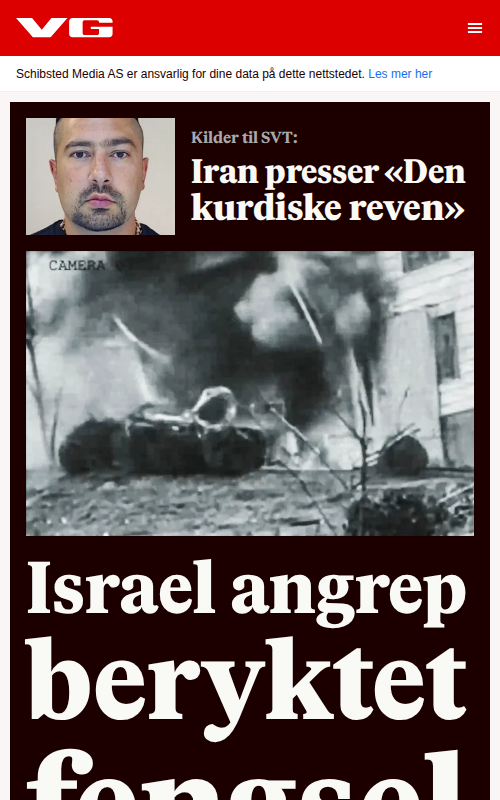 VG
Schibsted Media AS er ansvarlig for dine data på dette nettstedet. Les mer her
Kilder til SVT:
Iran presser «Den
kurdiske reven»
CAMERA
Israel angrep
beryktet
fengsel